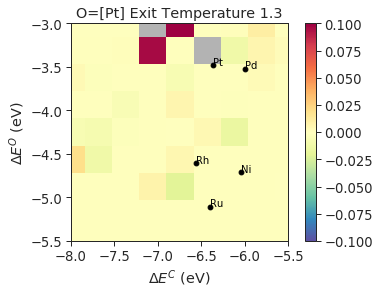 O=[Pt] Exit Temperature 1.3
−3.0
−3.5
−4.0
−4.5
−5.0
−5.5
ΔE^O (eV)
Pt
Pd
Rh
Ni
Ru
−8.0 −7.5 −7.0 −6.5 −6.0 −5.5
ΔE^C (eV)
0.100
0.075
0.050
0.025
0.000
−0.025
−0.050
−0.075
−0.100